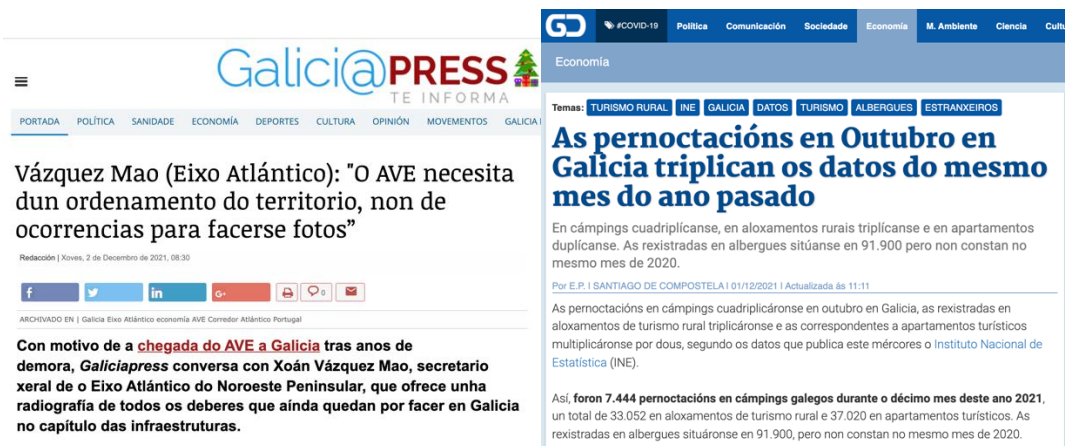 Galici@PRESS
TE INFORMA
PORTADA POLÍTICA SANIDADE ECONOMÍA DEPORTES CULTURA OPINIÓN MOVEMENTOS GALICIA
Vázquez Mao (Eixo Atlántico): "O AVE necesita
dun ordenamento do territorio, non de
ocorrencias para facerse fotos”
Redacción | Xoves, 2 de Decembro de 2021, 08:30
f in G+ 0
ARCHIVADO EN | Galicia Eixo Atlántico economía AVE Corredor Atlántico Portugal
Con motivo de a chegada do AVE a Galicia tras anos de
demora, Galiciapress conversa con Xoán Vázquez Mao, secretario
xeral de o Eixo Atlántico do Noroeste Peninsular, que ofrece unha
radiografía de todos os deberes que aínda quedan por facer en Galicia
no capítulo das infraestruturas.
GD #COVID-19 Política Comunicación Sociedade Economía M. Ambiente Ciencia Cultu
Economía
Temas: TURISMO RURAL INE GALICIA DATOS TURISMO ALBERGUES ESTRANXEIROS
As pernoctacións en Outubro en
Galicia triplican os datos do mesmo
mes do ano pasado
En cámpings cuadriplícanse, en aloxamentos rurais triplícanse e en apartamentos
duplícanse. As rexistradas en albergues sitúanse en 91.900 pero non constan no
mesmo mes de 2020.
Por E.P. | SANTIAGO DE COMPOSTELA | 01/12/2021 | Actualizada ás 11:11
As pernoctacións en cámpings cuadriplicáronse en outubro en Galicia, as rexistradas en
aloxamentos de turismo rural triplicáronse e as correspondentes a apartamentos turísticos
multiplicáronse por dous, segundo os datos que publica este mércores o Instituto Nacional de
Estatística (INE).
Así, foron 7.444 pernoctacións en cámpings galegos durante o décimo mes deste ano 2021,
un total de 33.052 en aloxamentos de turismo rural e 37.020 en apartamentos turísticos. As
rexistradas en albergues situáronse en 91.900, pero non constan no mesmo mes de 2020.